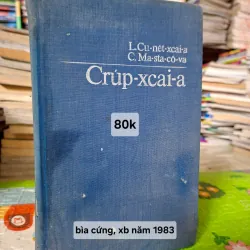 L. Cu-nét-xcai-a
C. Ma-sta-cô-va
Crúp-xcai-a
80k
bìa cứng, xb năm 1983